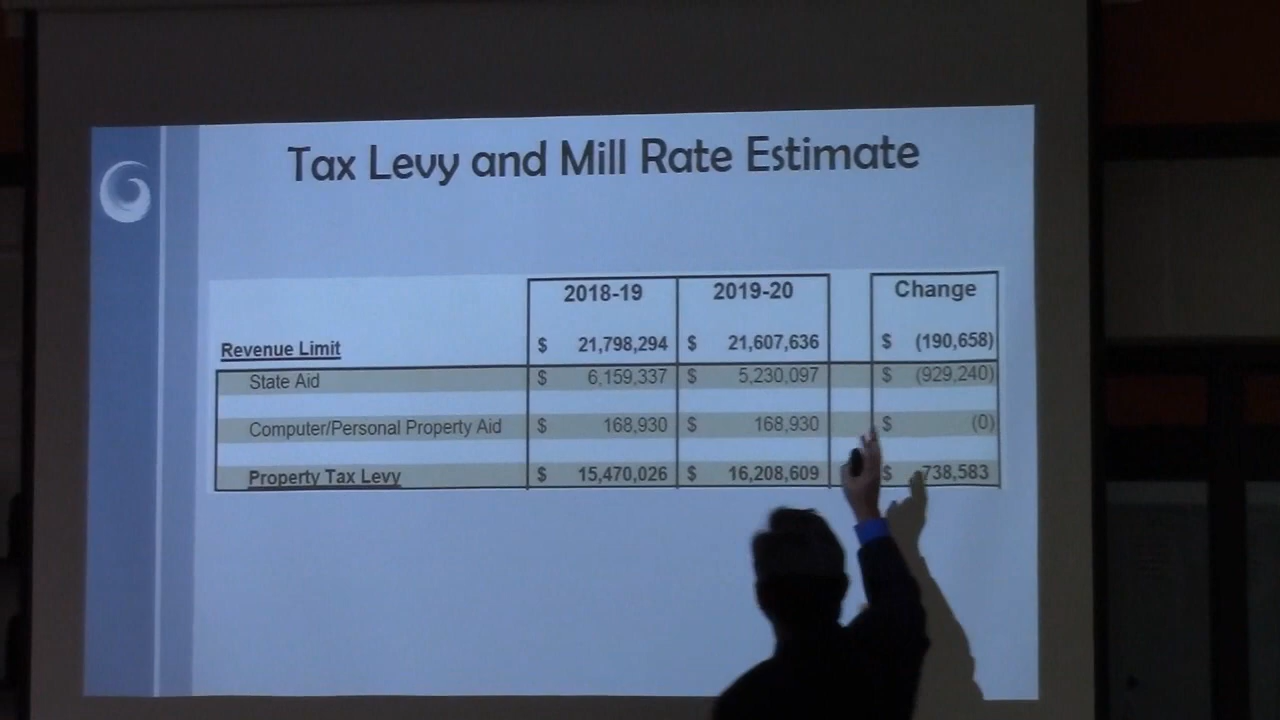 Tax Levy and Mill Rate Estimate
2018-19 2019-20 Change
Revenue Limit $ 21,798,294 $ 21,607,636 $ (190,658)
State Aid $ 6,159,337 $ 5,230,097 $ (929,240)
Computer/Personal Property Aid $ 168,930 $ 168,930 $ (0)
Property Tax Levy $ 15,470,026 $ 16,208,609 $ 738,583